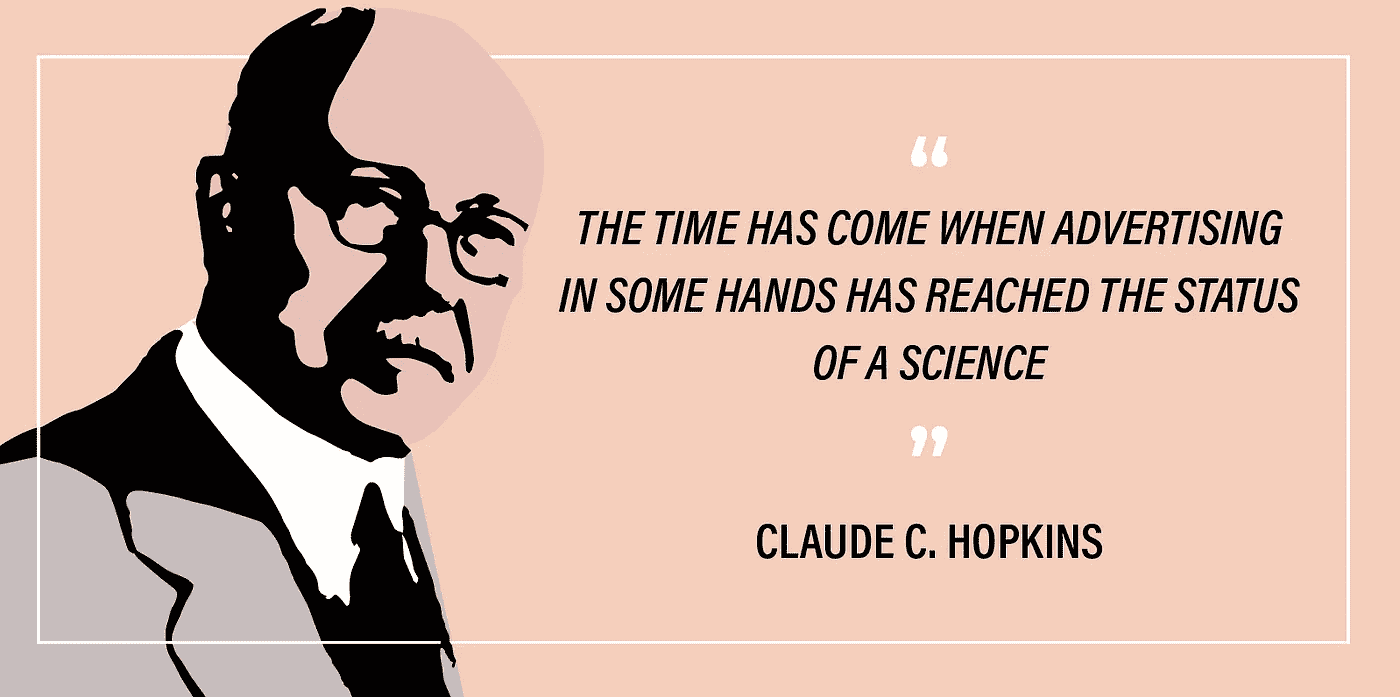 “
THE TIME HAS COME WHEN ADVERTISING
IN SOME HANDS HAS REACHED THE STATUS
OF A SCIENCE
”
CLAUDE C. HOPKINS